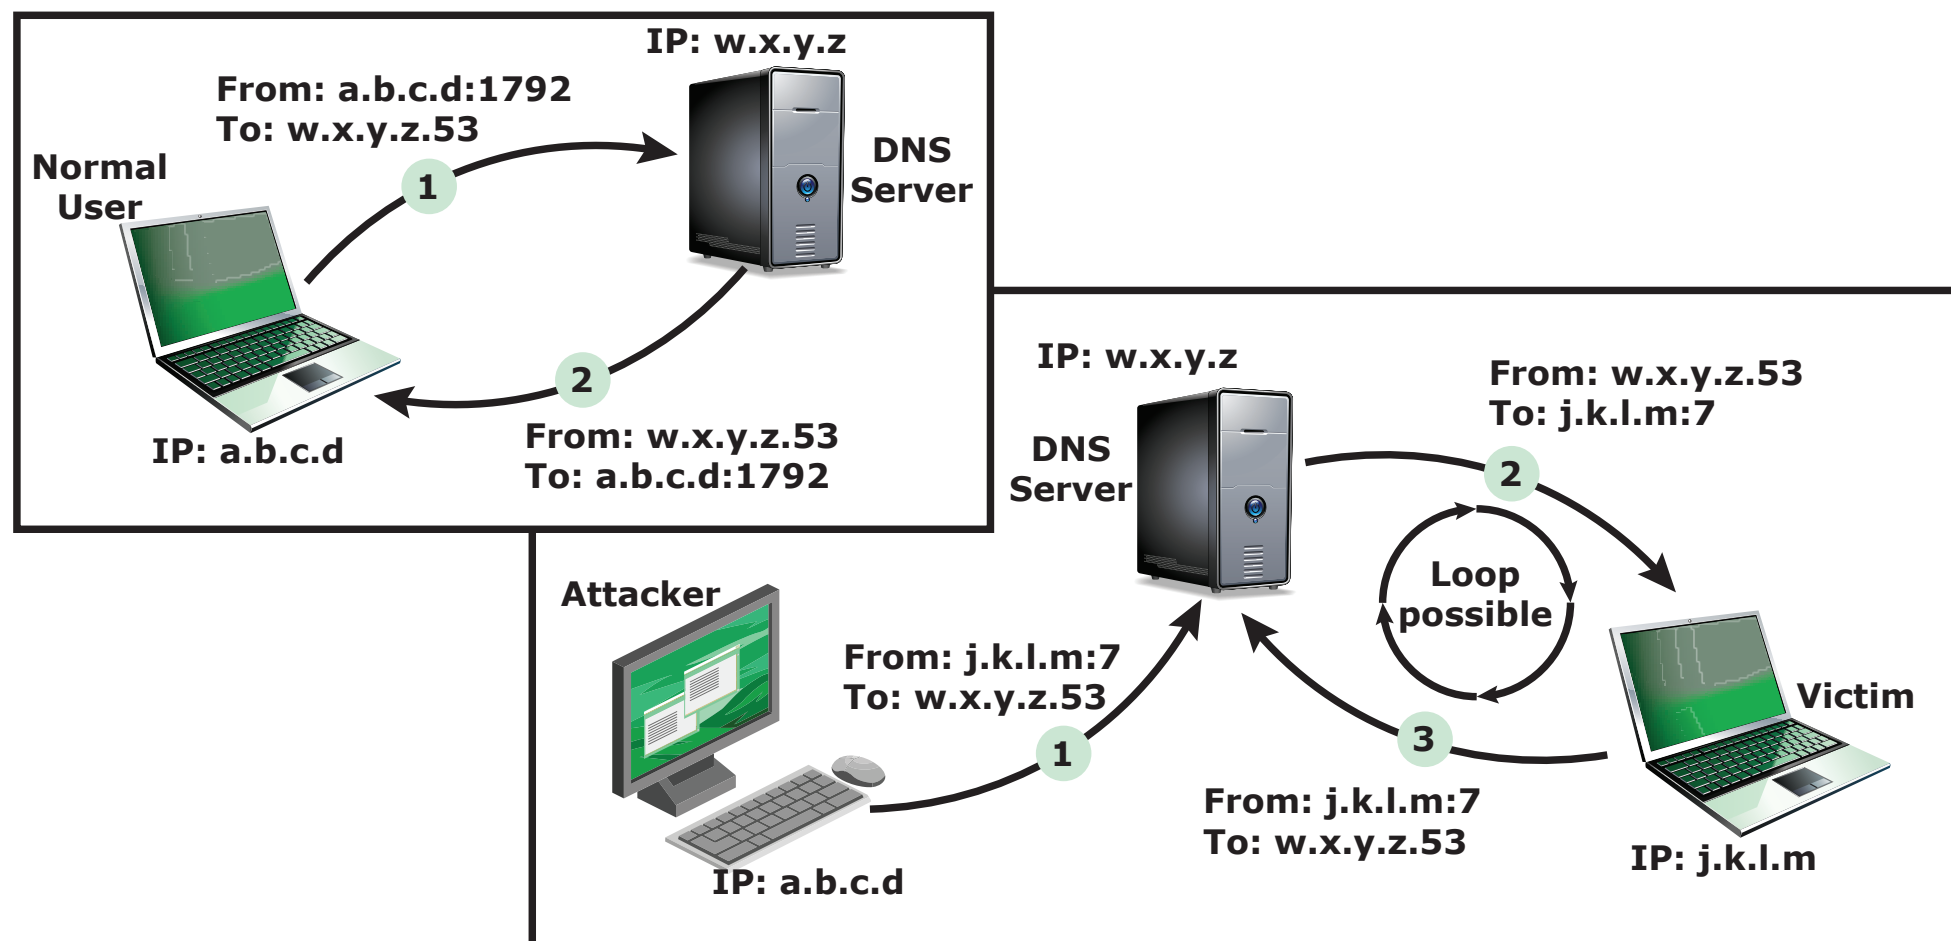 IP: w.x.y.z
From: a.b.c.d:1792
To: w.x.y.z.53
Normal
User
1
DNS
Server
2
IP: a.b.c.d
From: w.x.y.z.53
To: a.b.c.d:1792
IP: w.x.y.z
From: w.x.y.z.53
To: j.k.l.m:7
DNS
Server
2
Loop
possible
Attacker
From: j.k.l.m:7
To: w.x.y.z.53
1
Victim
3
From: j.k.l.m:7
To: w.x.y.z.53
IP: j.k.l.m
IP: a.b.c.d